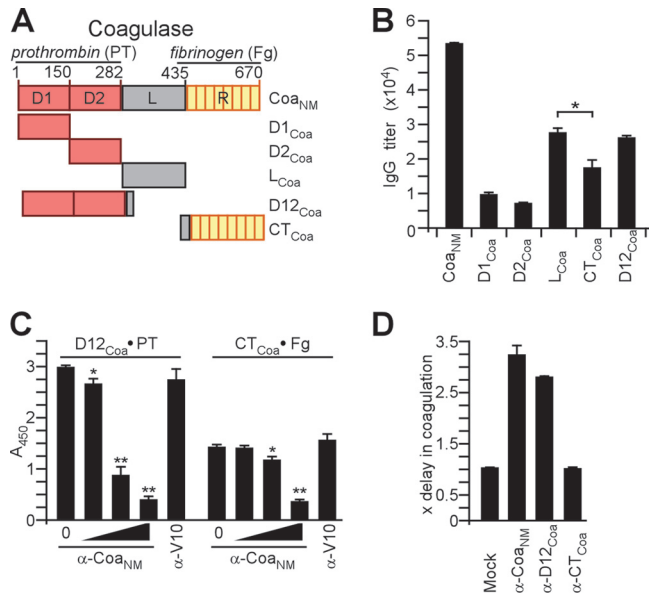 A
Coagulase
prothrombin (PT) fibrinogen (Fg)
1 150 282 435 670
D1 D2 L R CoaNM
D1Coa
D2Coa
LCoa
D12Coa
CTCoa
B
IgG titer (x10⁴)
6
5
4
3
2
1
0
*
CoaNM D1Coa D2Coa LCoa CTCoa D12Coa
C
D12Coa•PT CTCoa•Fg
A450
3
2
1
0
* ** ** * **
0 0
α-CoaNM α-V10 α-CoaNM α-V10
D
x delay in coagulation
3.5
2.5
1.5
0.5
0
Mock α-CoaNM α-D12Coa α-CTCoa